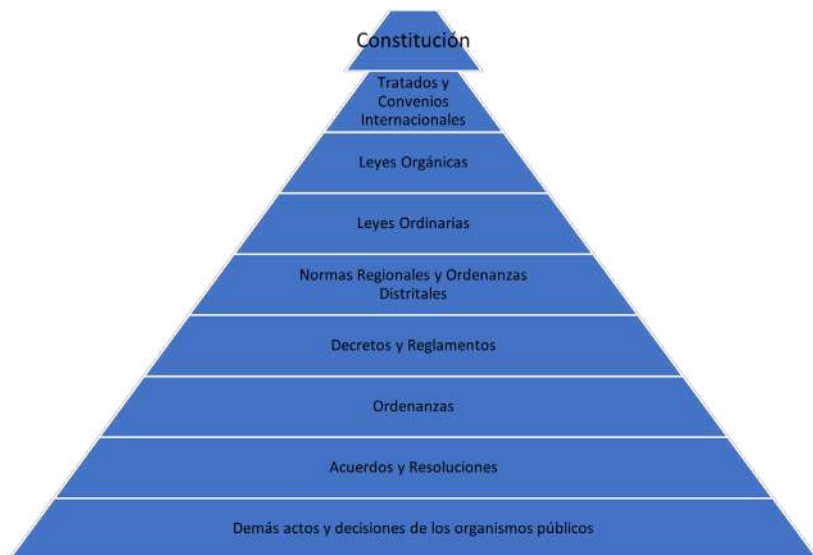 Constitución
Tratados y
Convenios
Internacionales
Leyes Orgánicas
Leyes Ordinarias
Normas Regionales y Ordenanzas
Distritales
Decretos y Reglamentos
Ordenanzas
Acuerdos y Resoluciones
Demás actos y decisiones de los organismos públicos